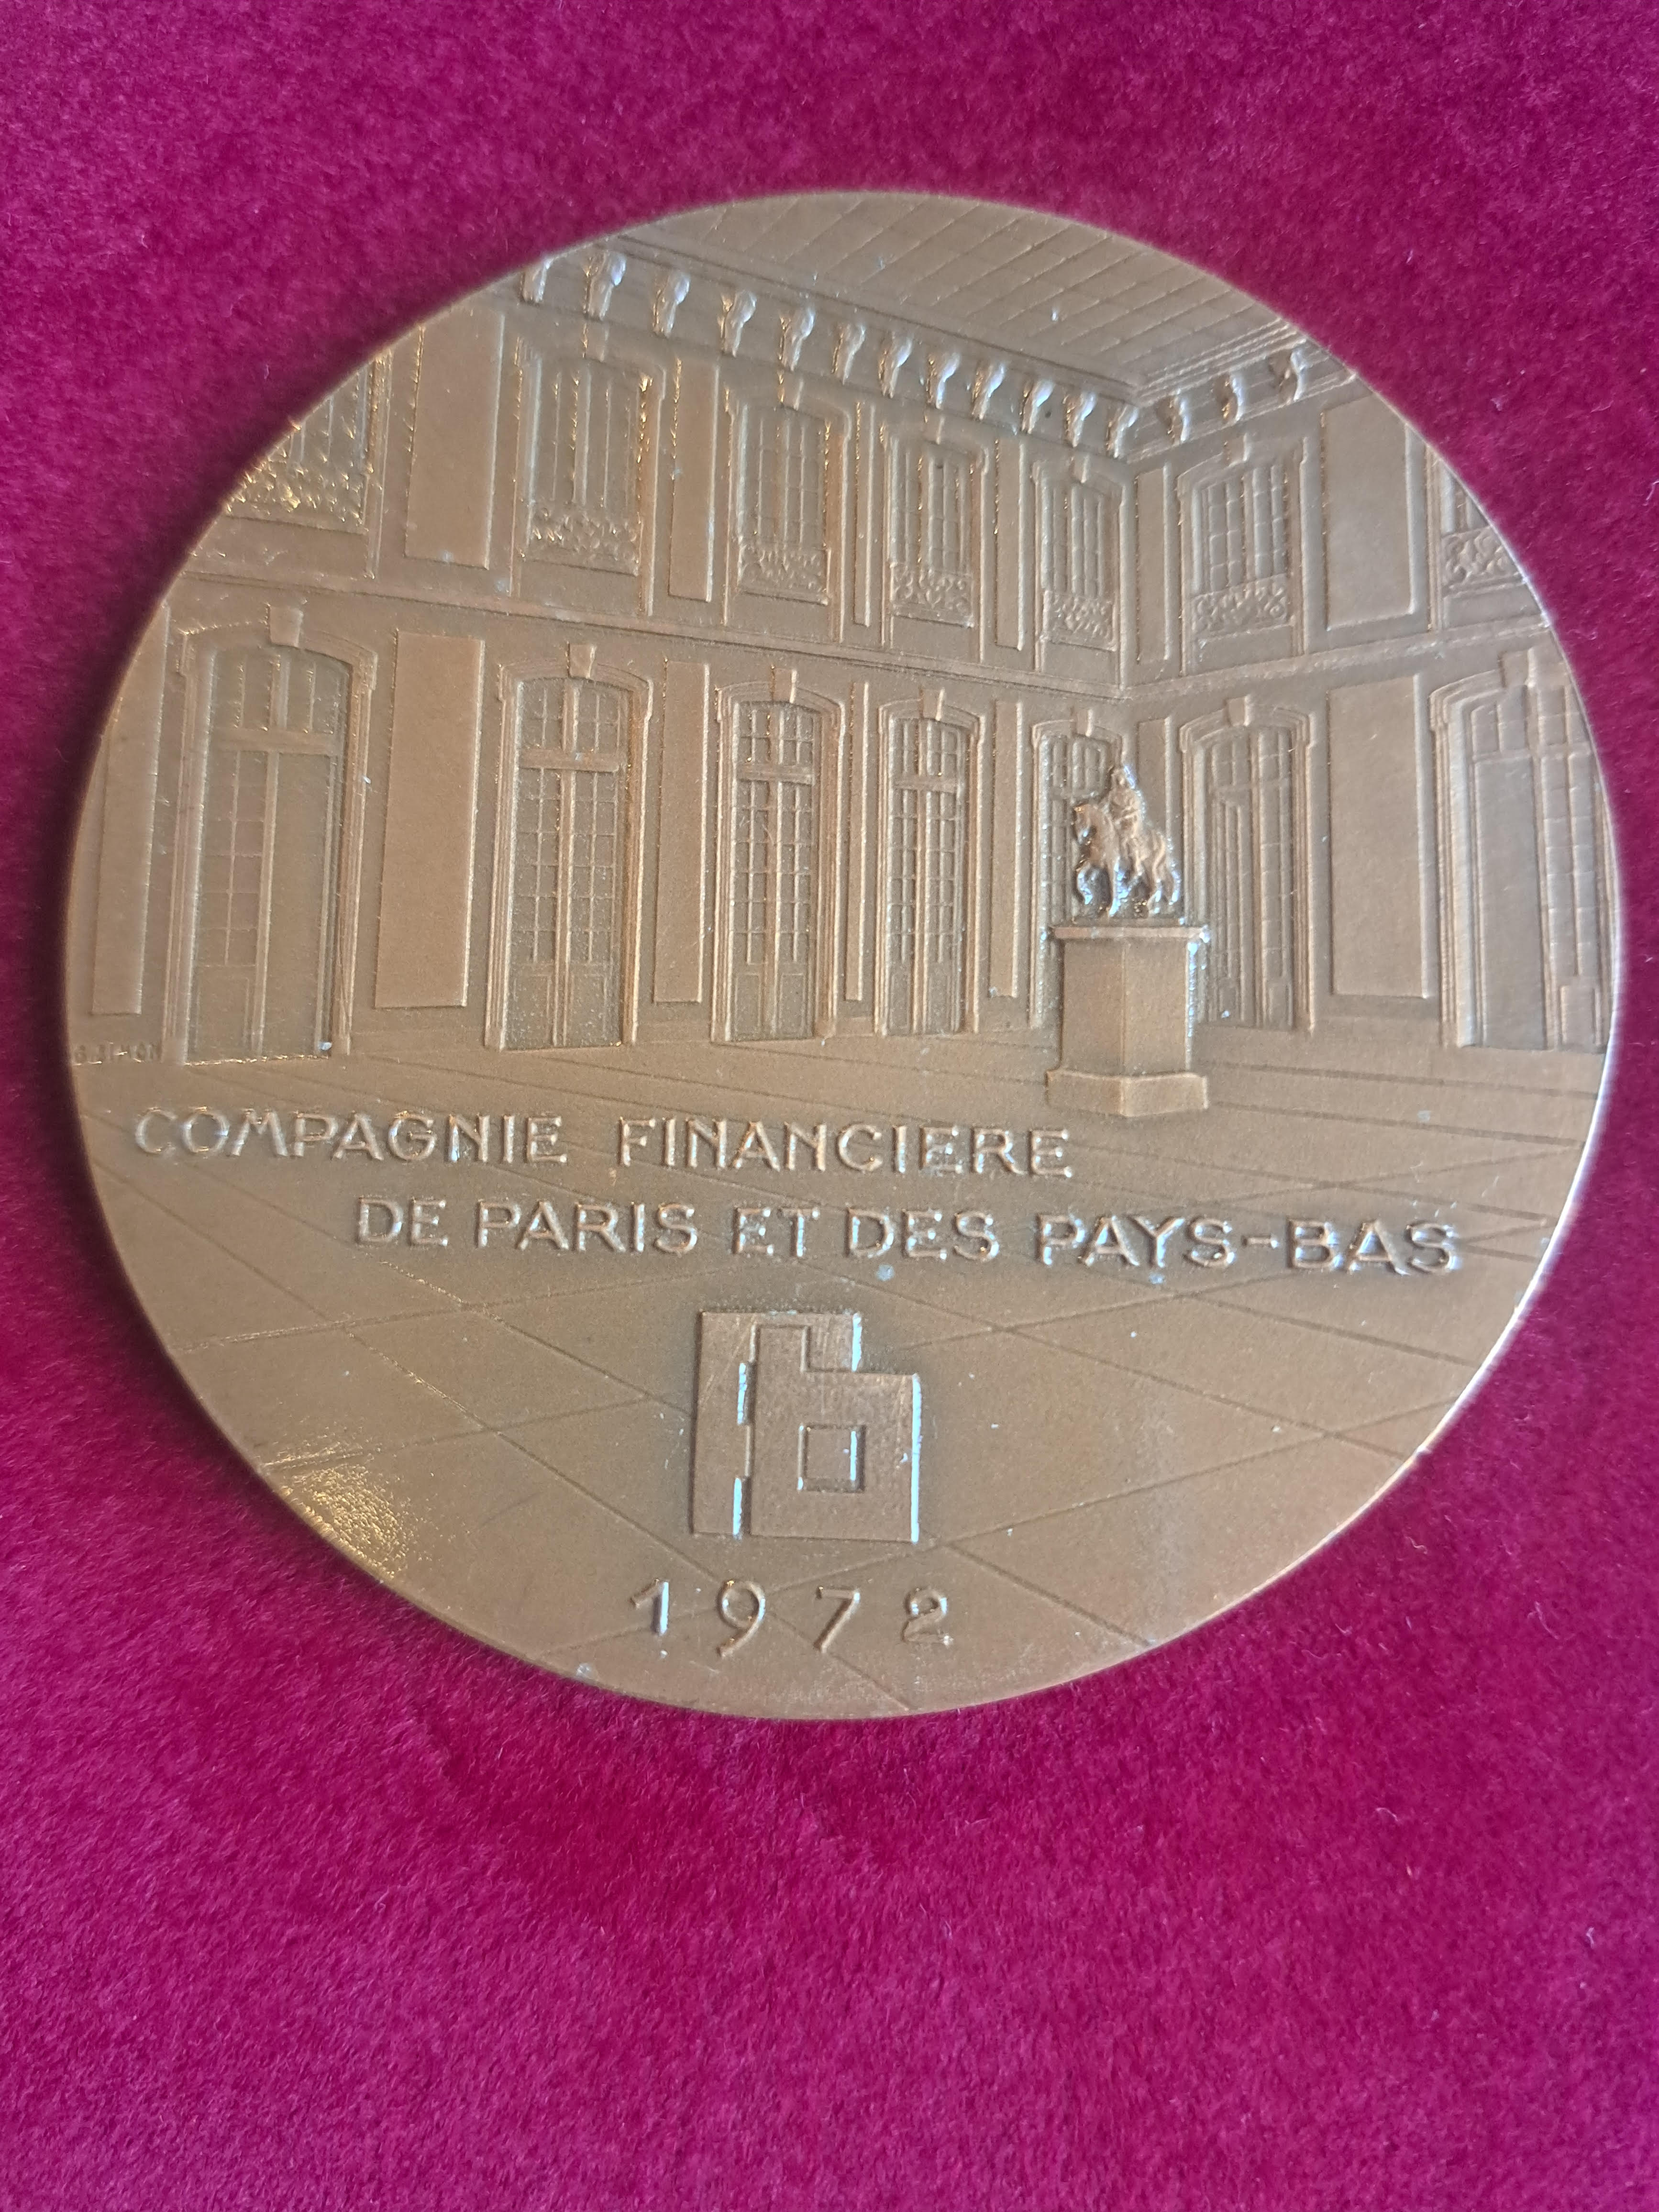 COMPAGNIE FINANCIERE
DE PARIS ET DES PAYS-BAS
1972